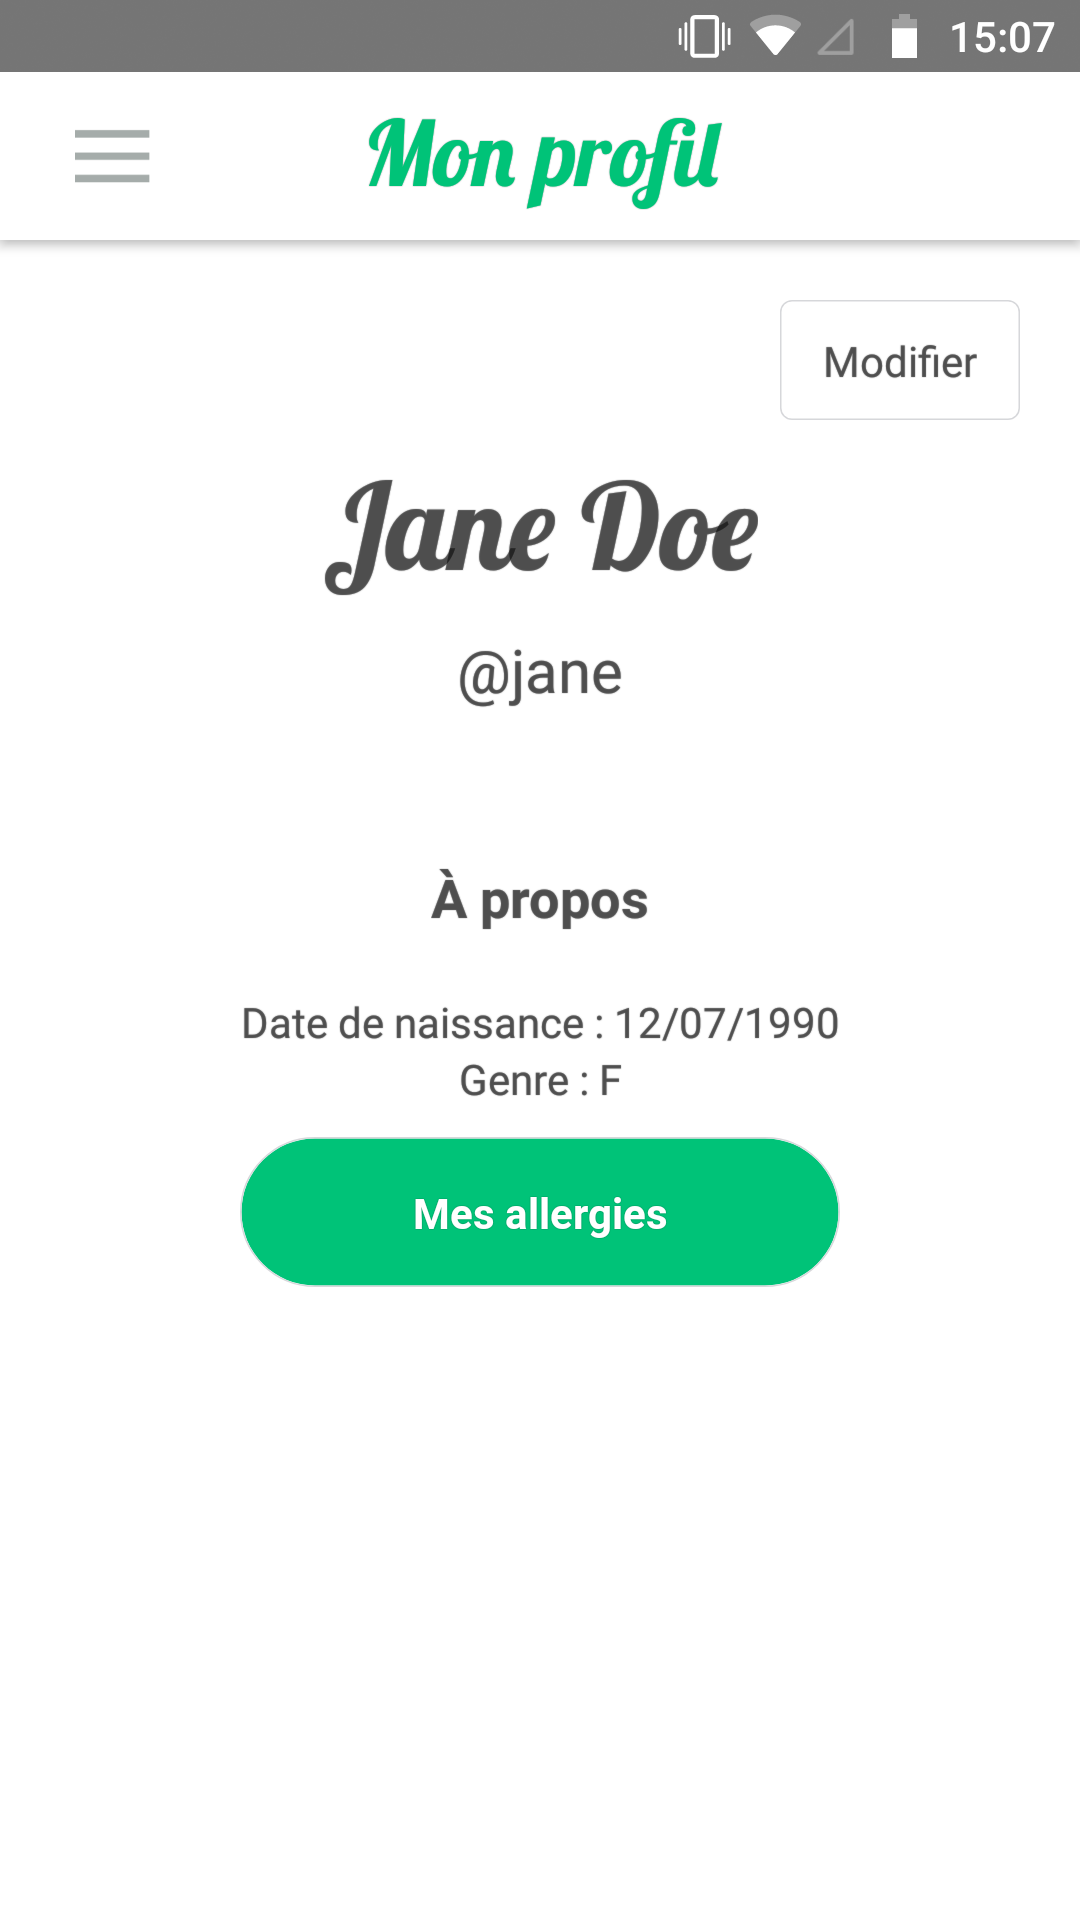 15:07
Mon profil
Modifier
Jane Doe
@jane
À propos
Date de naissance : 12/07/1990
Genre : F
Mes allergies